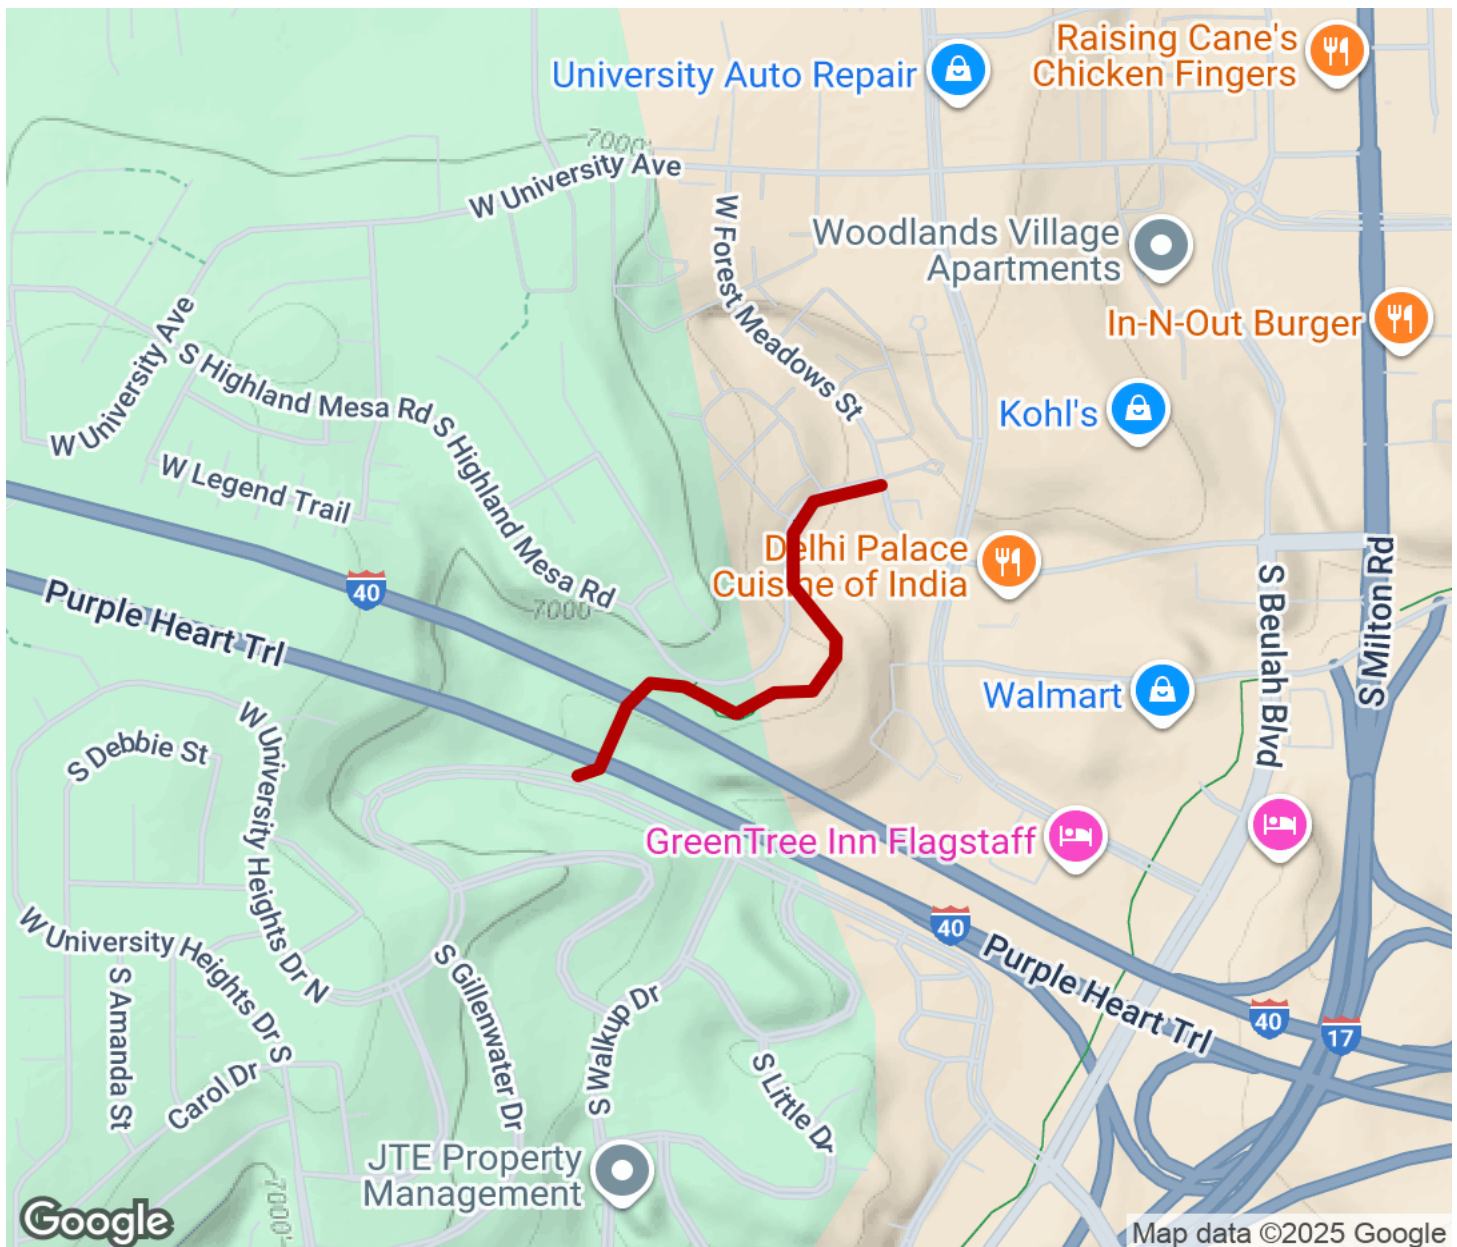 Raising Cane's
Chicken Fingers
University Auto Repair
7000'
W University Ave
W Forest Meadows St
Woodlands Village
Apartments
In-N-Out Burger
W University Ave
S Highland Mesa Rd
S Highland Mesa Rd
Kohl's
W Legend Trail
Delhi Palace
Cuisine of India
40
7000
Purple Heart Trl
S Beulah Blvd
S Milton Rd
Walmart
W University Heights Dr N
S Debbie St
GreenTree Inn Flagstaff
40
Purple Heart Trl
40
17
W University Heights Dr S
S Amanda St
Carol Dr
S Gillenwater Dr
S Walkup Dr
S Little Dr
JTE Property
Management
7000'
Google
Map data ©2025 Google